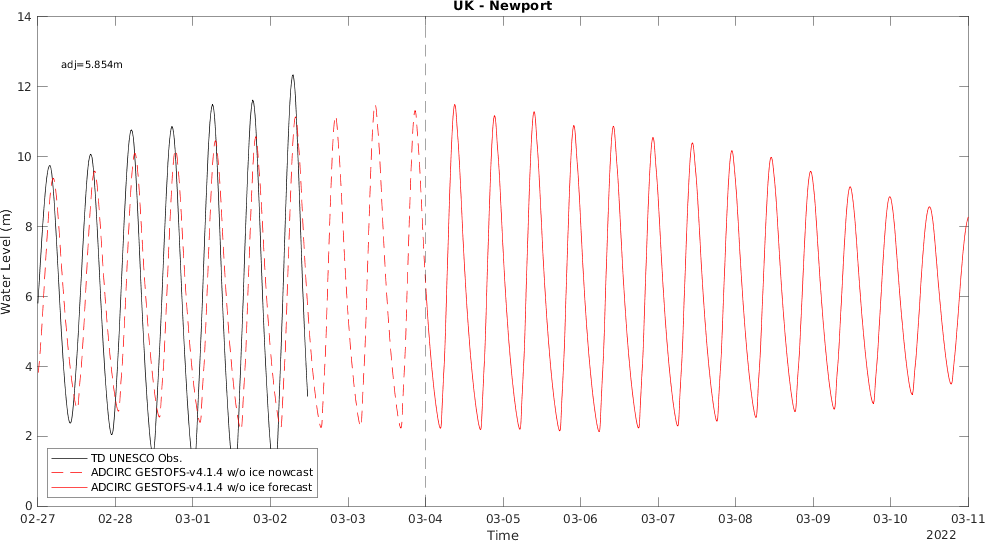 UK - Newport
14
12
10
8
6
4
2
0
Water Level (m)
adj=5.854m
TD UNESCO Obs.
ADCIRC GESTOFS-v4.1.4 w/o ice nowcast
ADCIRC GESTOFS-v4.1.4 w/o ice forecast
02-27 02-28 03-01 03-02 03-03 03-04 03-05 03-06 03-07 03-08 03-09 03-10 03-11
Time
2022